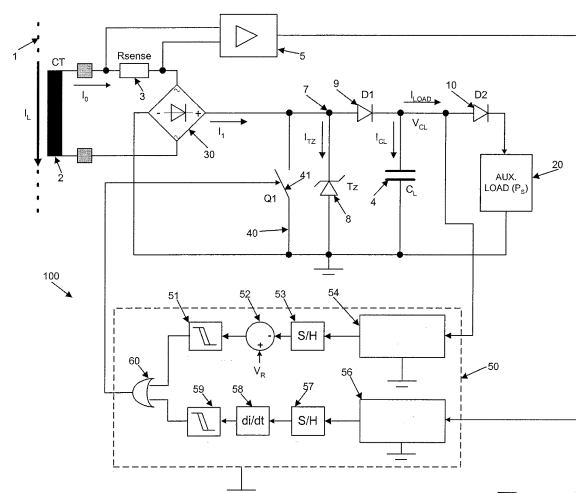 1
CT
Rsense
I0
3
IL
2
5
30
I1
7
9
D1
ILOAD
VCL
10
D2
ITZ
ICL
41
Q1
40
TZ
8
4
CL
AUX.
LOAD (PS)
20
100
51
52
53
54
S/H
-
+
VR
50
60
59
58
57
56
di/dt
S/H